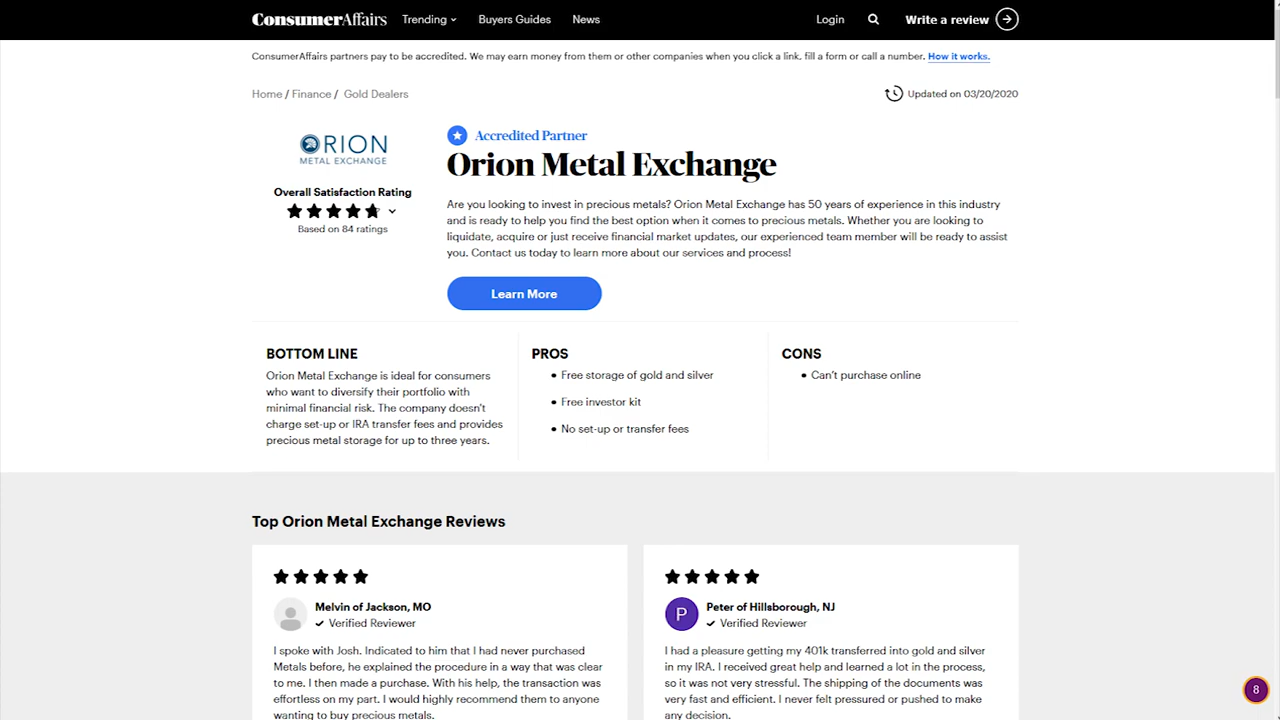 ConsumerAffairs Trending Buyers Guides News Login Write a review
ConsumerAffairs partners pay to be accredited. We may earn money from them or other companies when you click a link, fill a form or call a number. How it works.
Home / Finance / Gold Dealers
Updated on 03/20/2020
ORION
METAL EXCHANGE
Overall Satisfaction Rating
Based on 84 ratings
Accredited Partner
Orion Metal Exchange
Are you looking to invest in precious metals? Orion Metal Exchange has 50 years of experience in this industry
and is ready to help you find the best option when it comes to precious metals. Whether you are looking to
liquidate, acquire or just receive financial market updates, our experienced team member will be ready to assist
you. Contact us today to learn more about our services and process!
Learn More
BOTTOM LINE
Orion Metal Exchange is ideal for consumers
who want to diversify their portfolio with
minimal financial risk. The company doesn't
charge set-up or IRA transfer fees and provides
precious metal storage for up to three years.
PROS
• Free storage of gold and silver
• Free investor kit
• No set-up or transfer fees
CONS
• Can't purchase online
Top Orion Metal Exchange Reviews
Melvin of Jackson, MO
Verified Reviewer
I spoke with Josh. Indicated to him that I had never purchased
Metals before, he explained the procedure in a way that was clear
to me. I then made a purchase. With his help, the transaction was
effortless on my part. I would highly recommend them to anyone
wanting to buy precious metals.
P
Peter of Hillsborough, NJ
Verified Reviewer
I had a pleasure getting my 401k transferred into gold and silver
in my IRA. I received great help and learned a lot in the process,
so it was not very stressful. The shipping of the documents was
very fast and efficient. I never felt pressured or pushed to make
any decision.
8